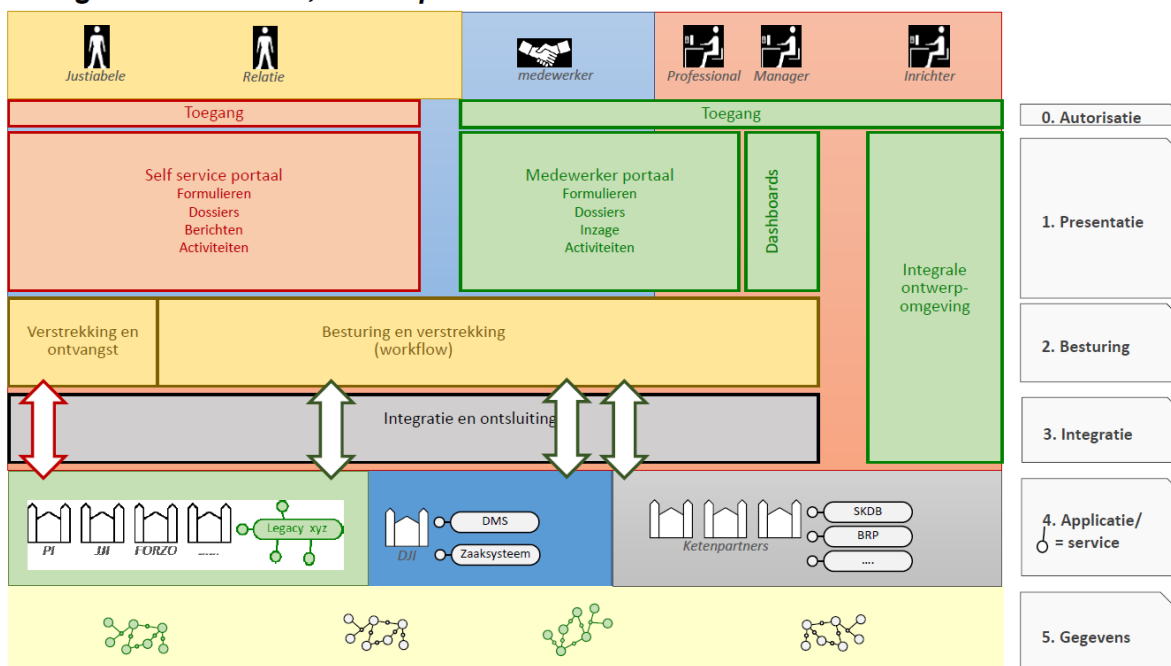 Justiabele
Relatie
medewerker
Professional
Manager
Inrichter
Toegang
Toegang
0. Autorisatie
Self service portaal
Formulieren
Dossiers
Berichten
Activiteiten
Medewerker portaal
Formulieren
Dossiers
Inzage
Activiteiten
Dashboards
Integrale
ontwerp-
omgeving
1. Presentatie
Verstrekking en
ontvangst
Besturing en verstrekking
(workflow)
2. Besturing
Integratie en ontsluiting
3. Integratie
PI
JJI
FORZO
......
Legacy xyz
DJI
DMS
Zaaksysteem
Ketenpartners
SKDB
BRP
....
4. Applicatie/
= service
5. Gegevens